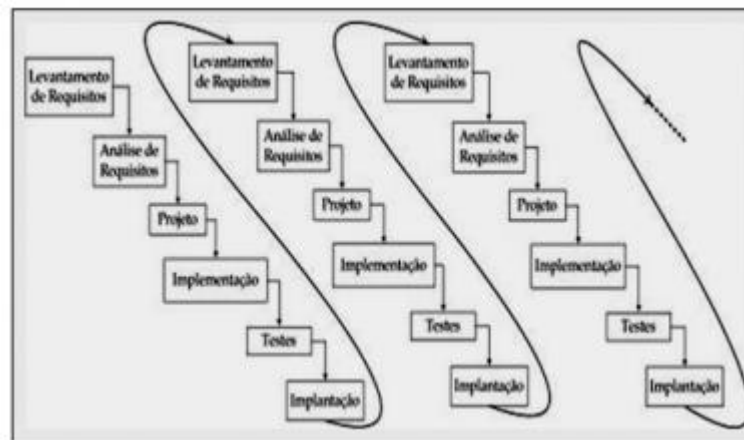 Levantamento
de Requisitos
Análise de
Requisitos
Projeto
Implementação
Testes
Implantação
Levantamento
de Requisitos
Análise de
Requisitos
Projeto
Implementação
Testes
Implantação
Levantamento
de Requisitos
Análise de
Requisitos
Projeto
Implementação
Testes
Implantação